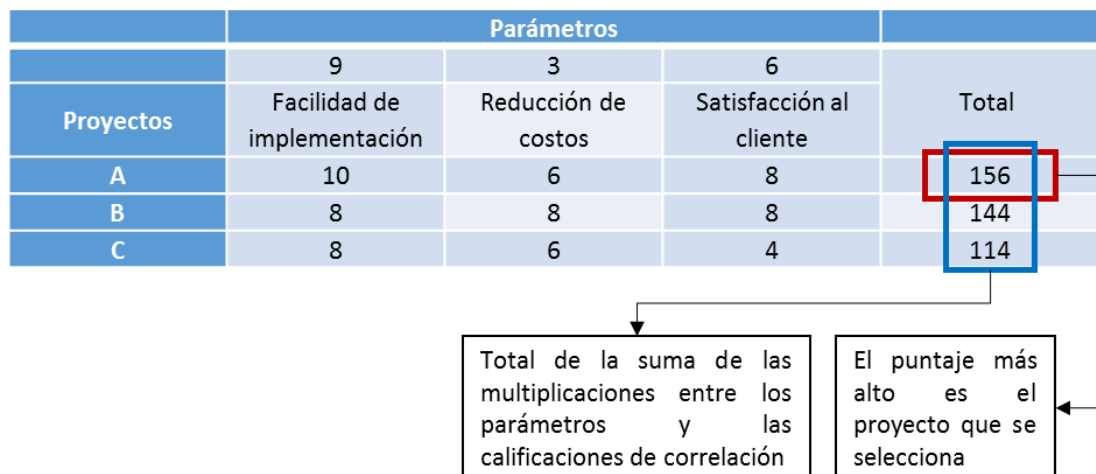 Parámetros
9 3 6
Proyectos
Facilidad de
implementación
Reducción de
costos
Satisfacción al
cliente
Total
A 10 6 8 156
B 8 8 8 144
C 8 6 4 114
Total de la suma de las
multiplicaciones entre los
parámetros y las
calificaciones de correlación
El puntaje más
alto es el
proyecto que se
selecciona